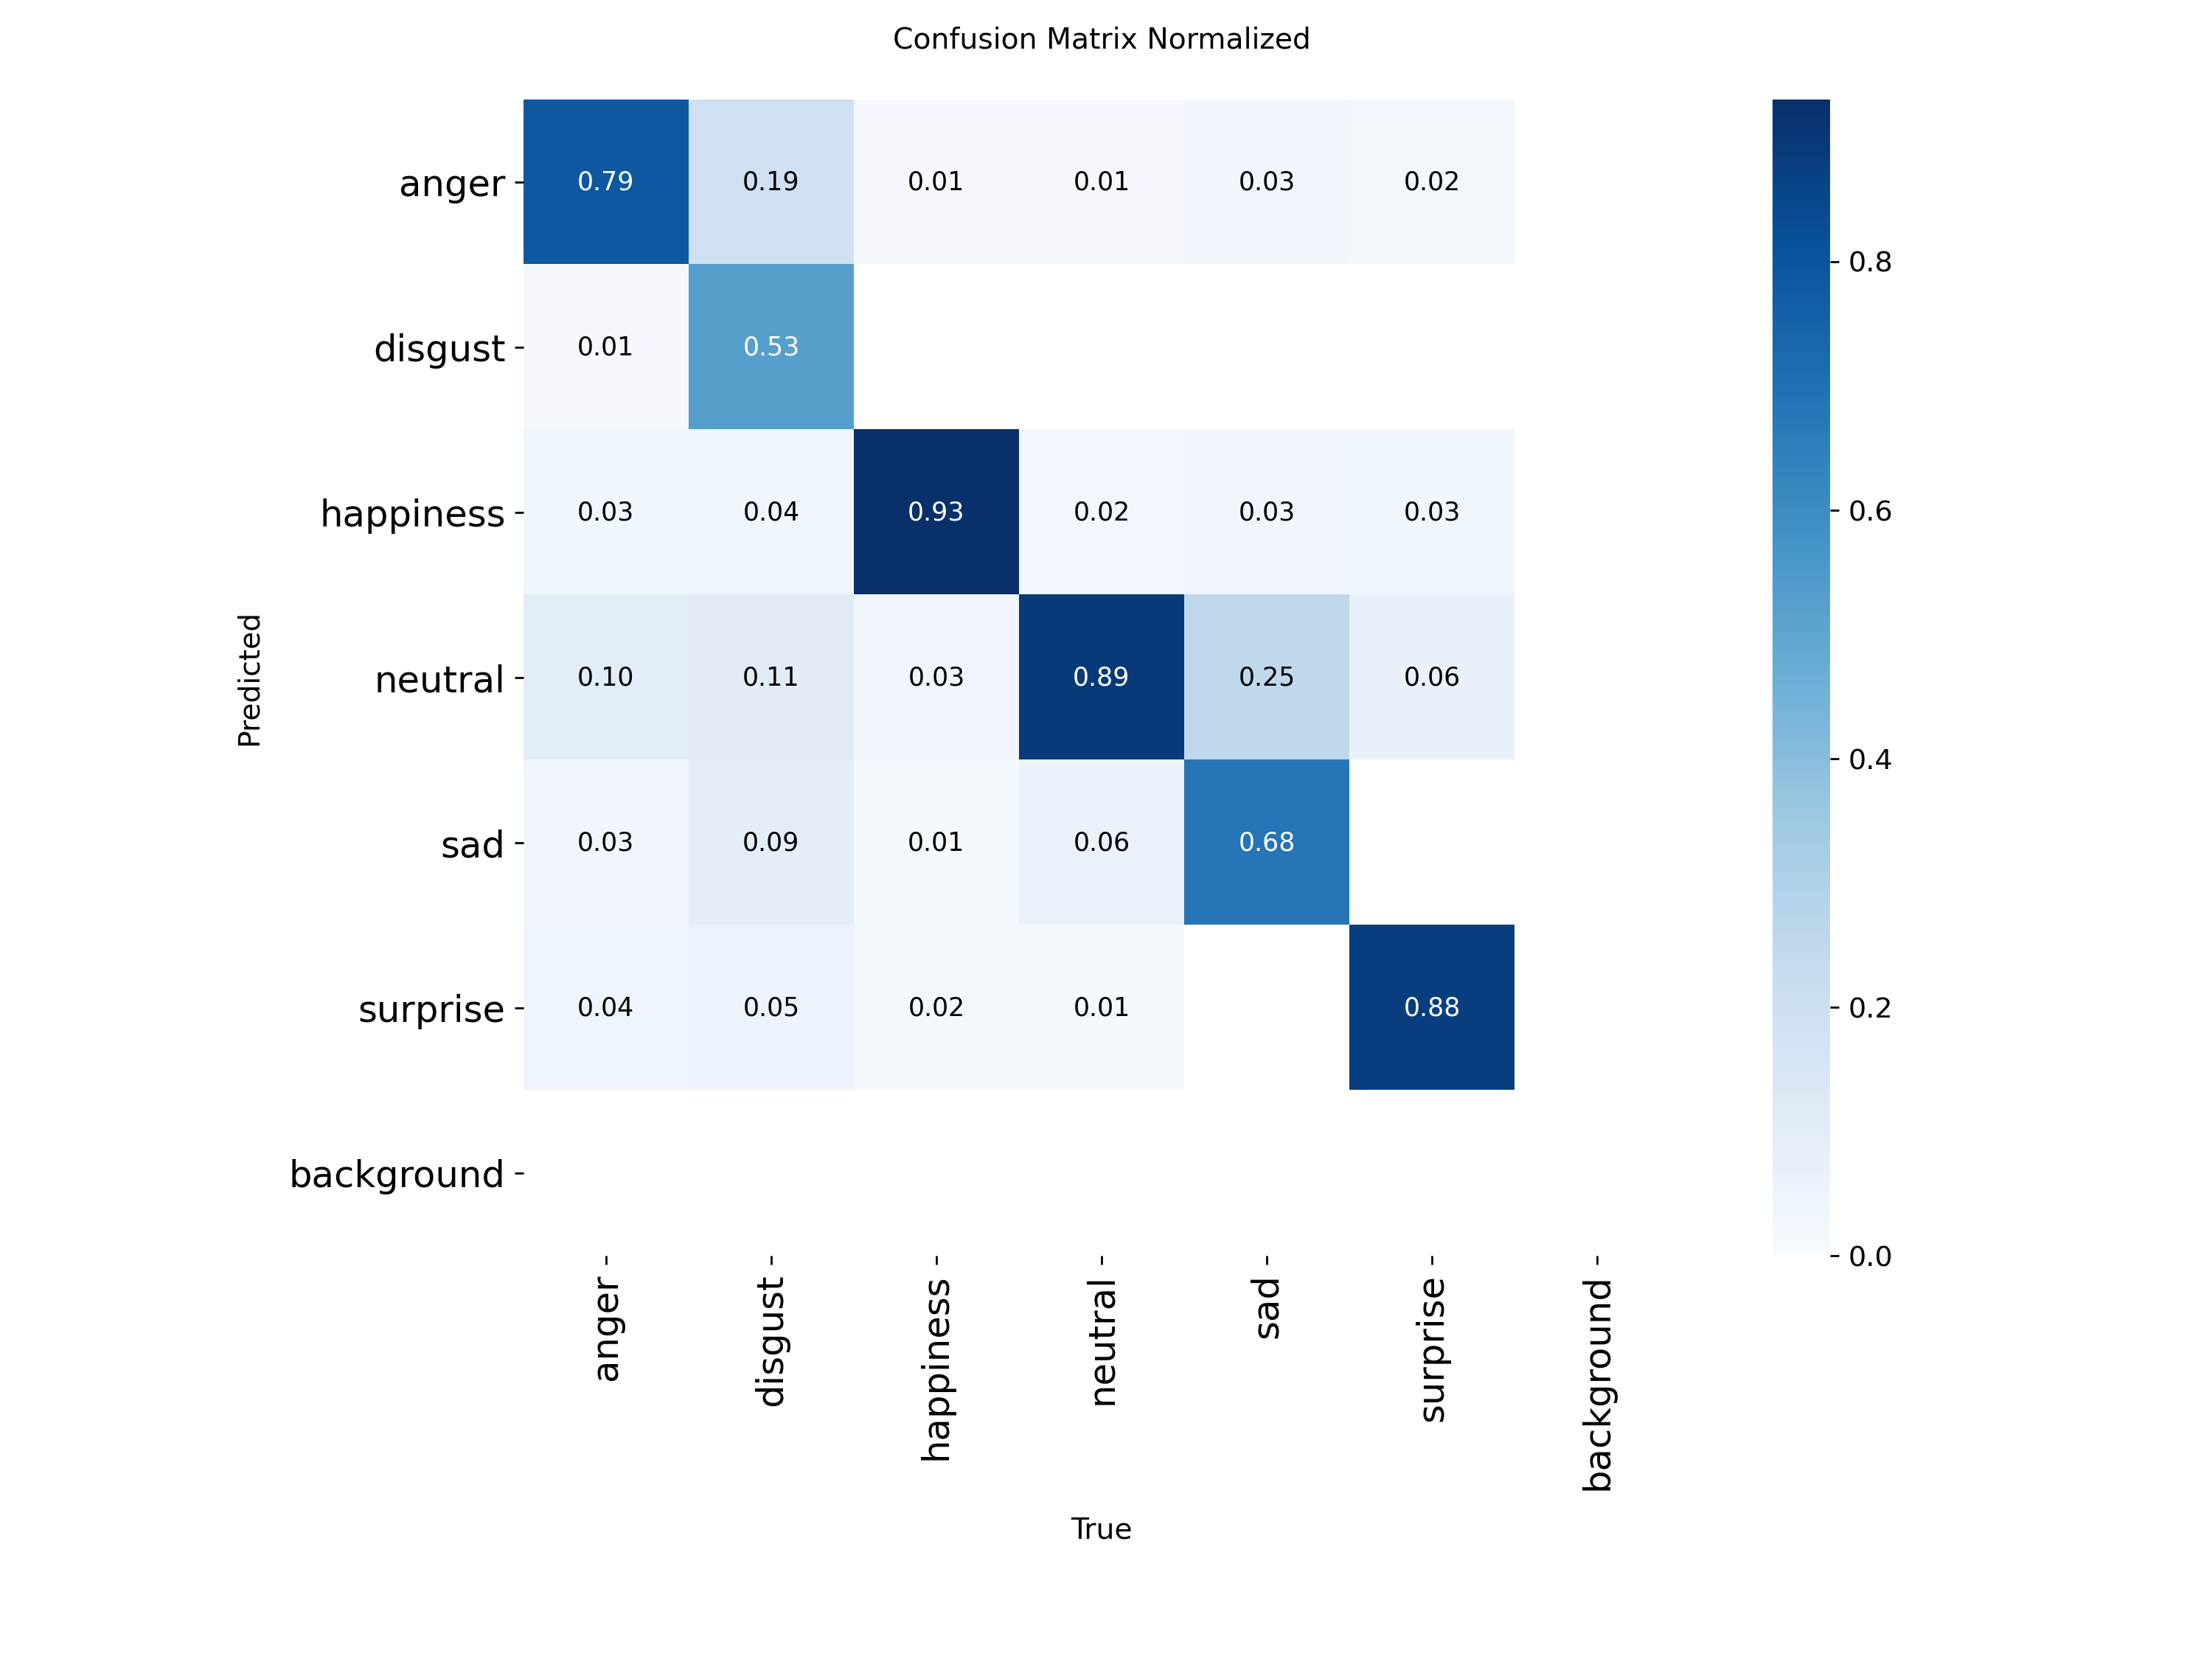 Confusion Matrix Normalized
anger 0.79 0.19 0.01 0.01 0.03 0.02
disgust 0.01 0.53
happiness 0.03 0.04 0.93 0.02 0.03 0.03
neutral 0.10 0.11 0.03 0.89 0.25 0.06
sad 0.03 0.09 0.01 0.06 0.68
surprise 0.04 0.05 0.02 0.01 0.88
background
Predicted
anger disgust happiness neutral sad surprise background
True
0.8
0.6
0.4
0.2
0.0